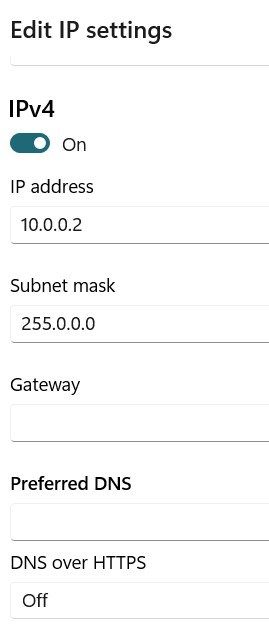 Edit IP settings
IPv4
On
IP address
10.0.0.2
Subnet mask
255.0.0.0
Gateway
Preferred DNS
DNS over HTTPS
Off